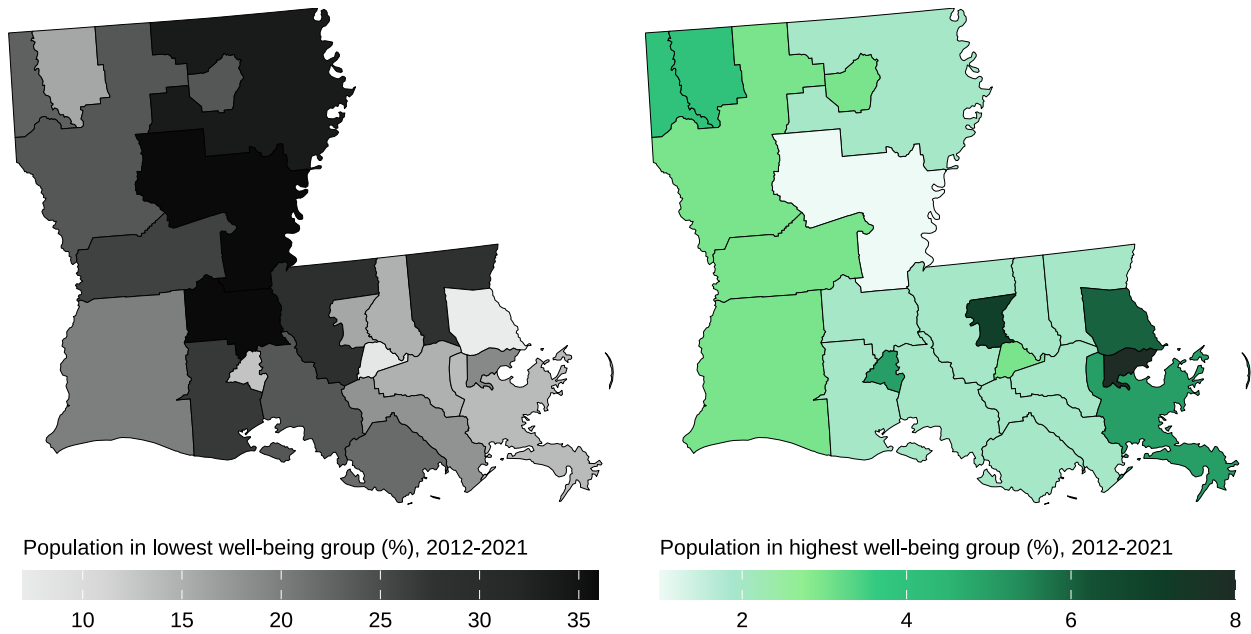 Population in lowest well-being group (%), 2012-2021
10 15 20 25 30 35
Population in highest well-being group (%), 2012-2021
2 4 6 8